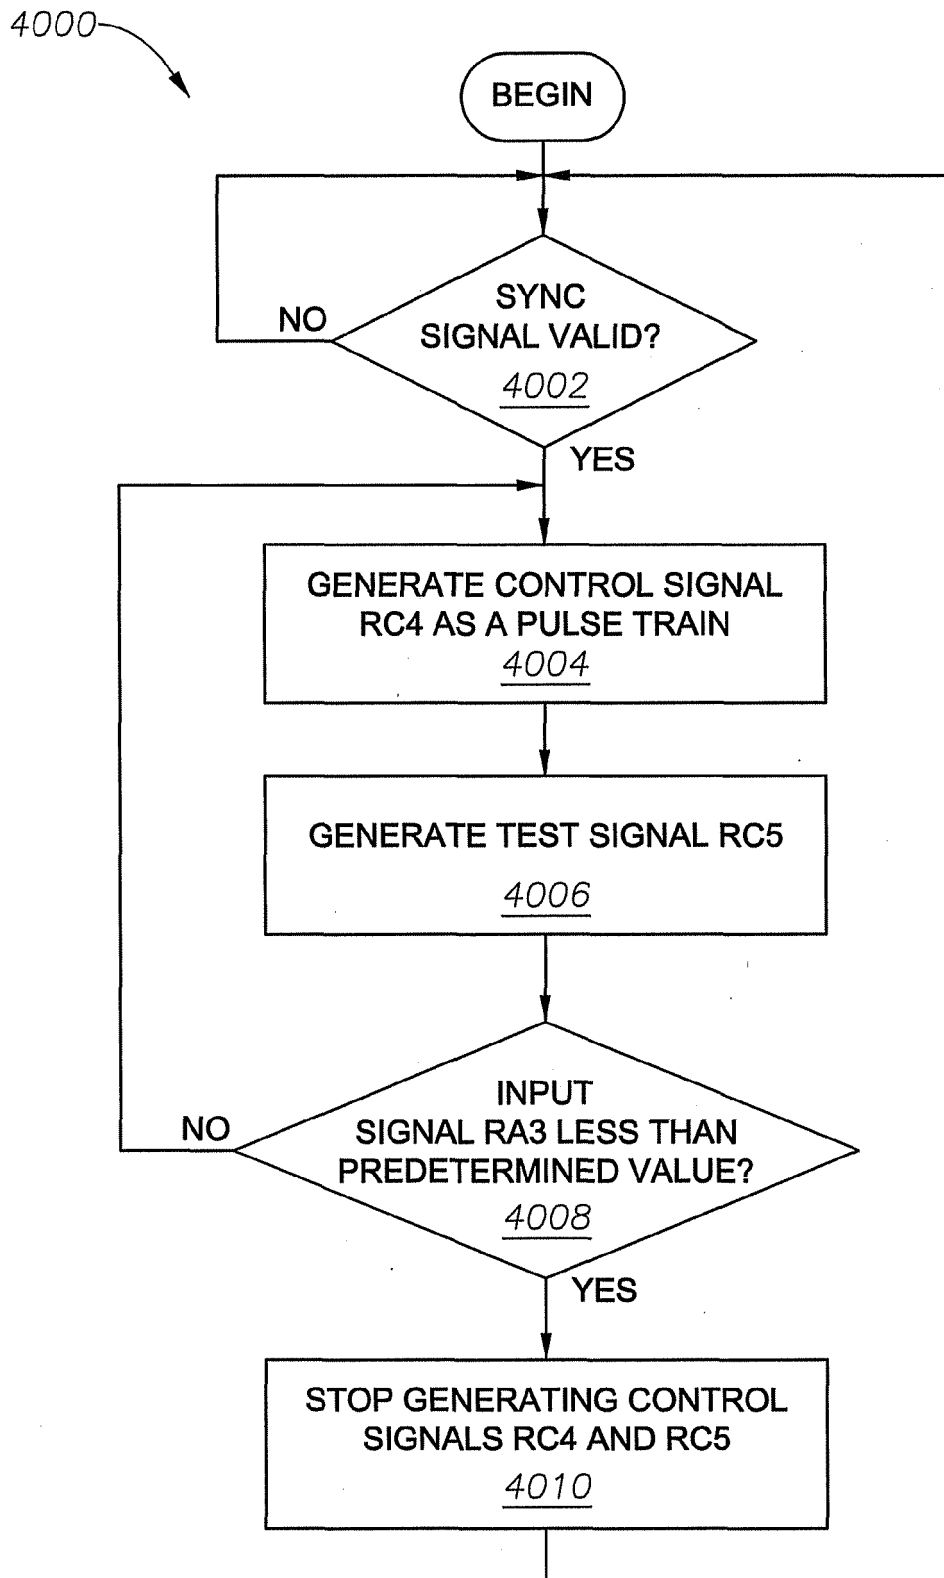 4000
BEGIN
SYNC
SIGNAL VALID?
4002
NO
YES
GENERATE CONTROL SIGNAL
RC4 AS A PULSE TRAIN
4004
GENERATE TEST SIGNAL RC5
4006
INPUT
SIGNAL RA3 LESS THAN
PREDETERMINED VALUE?
4008
NO
YES
STOP GENERATING CONTROL
SIGNALS RC4 AND RC5
4010